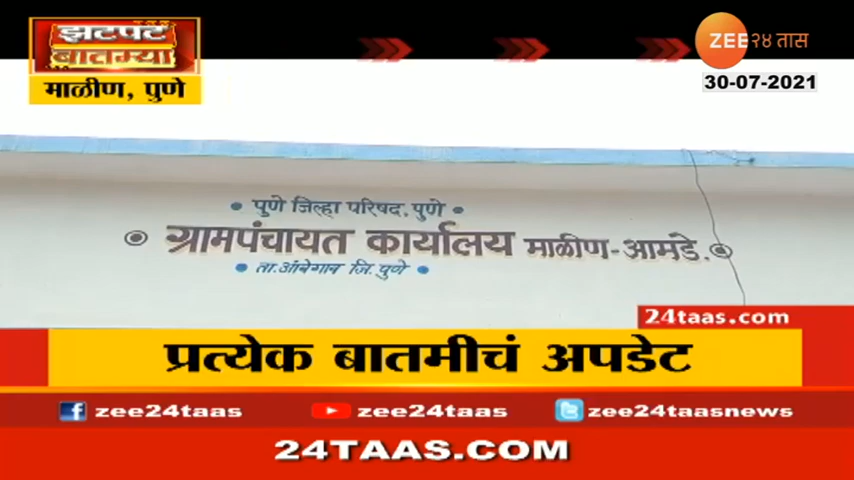 झटपट
बातम्या
माळीण, पुणे
ZEE २४ तास
30-07-2021
पुणे जिल्हा परिषद, पुणे
ग्रामपंचायत कार्यालय माळीण-आमडे.
ता.आंबेगाव जि.पुणे
24taas.com
प्रत्येक बातमीचं अपडेट
zee24taas
zee24taas
zee24taasnews
24TAAS.COM